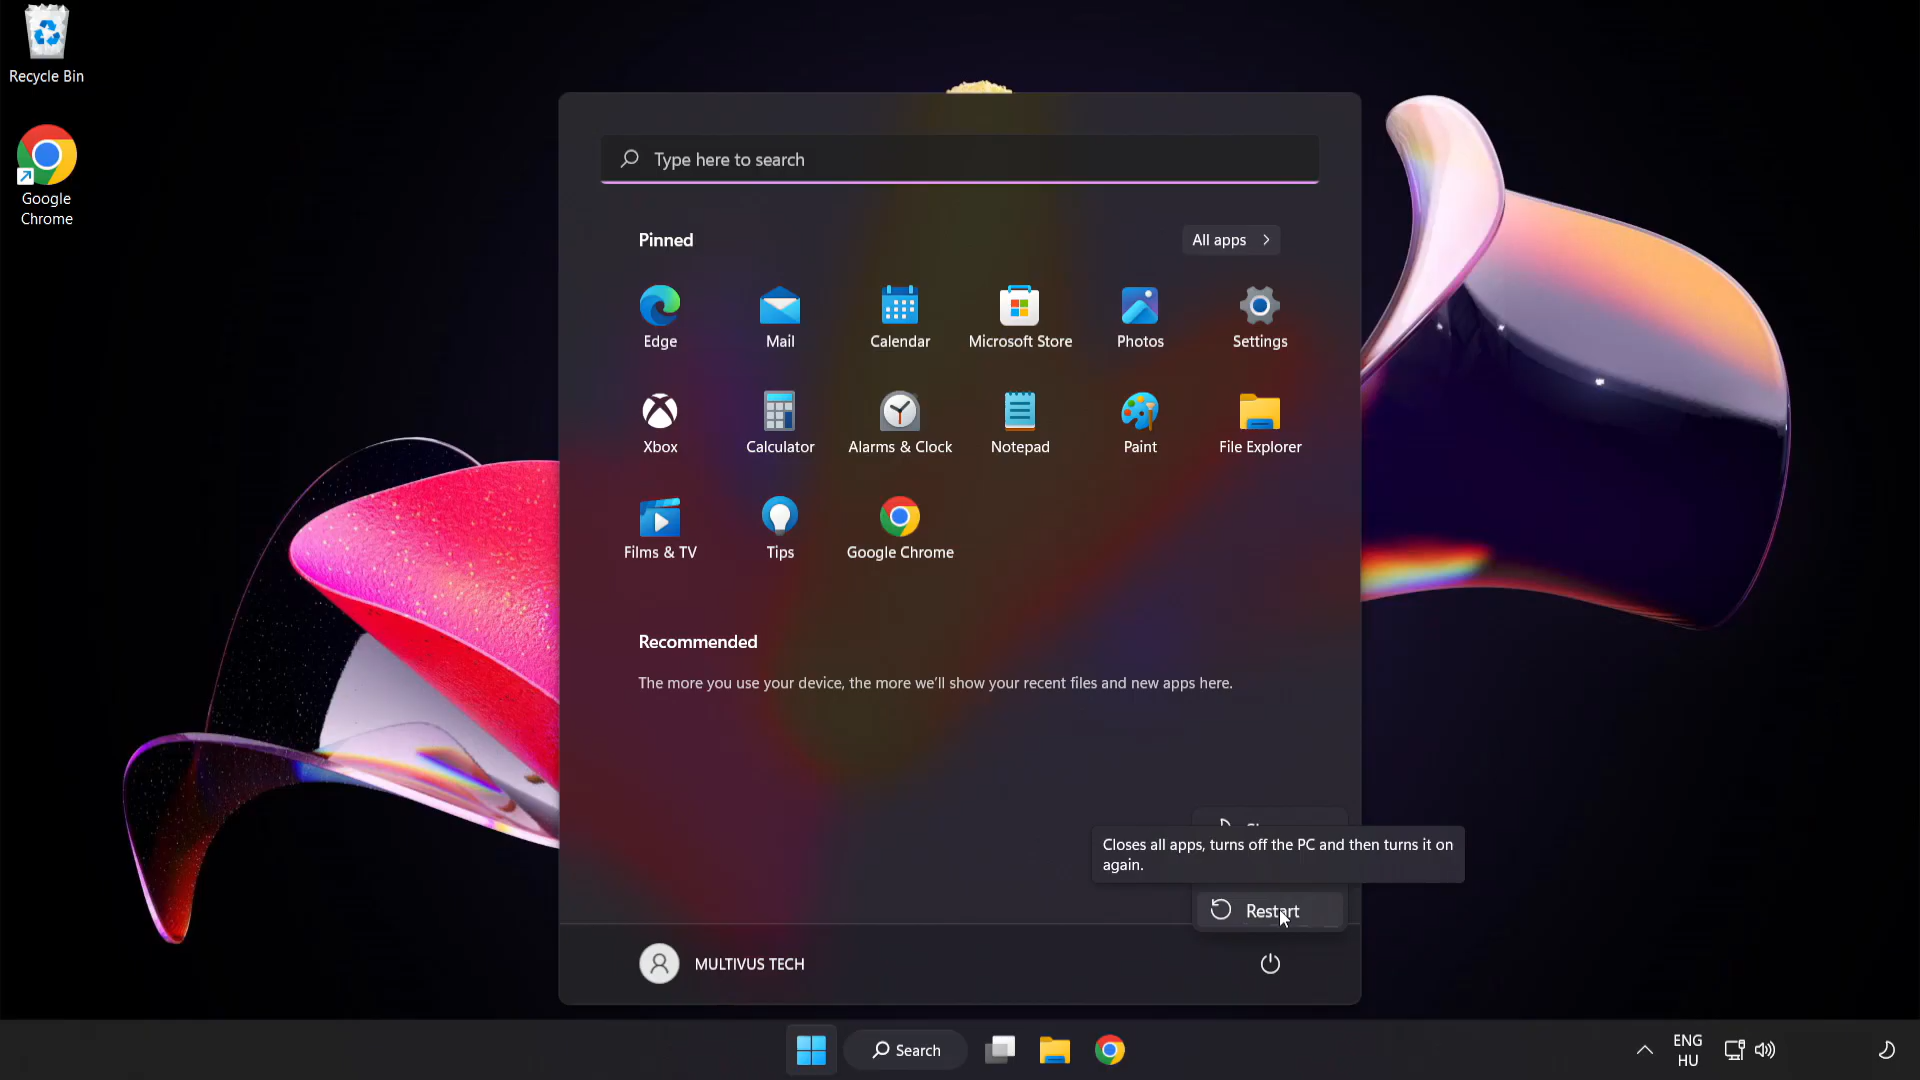 Recycle Bin
Google
Chrome
Type here to search
Pinned
All apps
Edge
Mail
Calendar
Microsoft Store
Photos
Settings
Xbox
Calculator
Alarms & Clock
Notepad
Paint
File Explorer
Films & TV
Tips
Google Chrome
Recommended
The more you use your device, the more we'll show your recent files and new apps here.
Closes all apps, turns off the PC and then turns it on
again.
Restart
MULTIVUS TECH
Search
ENG
HU